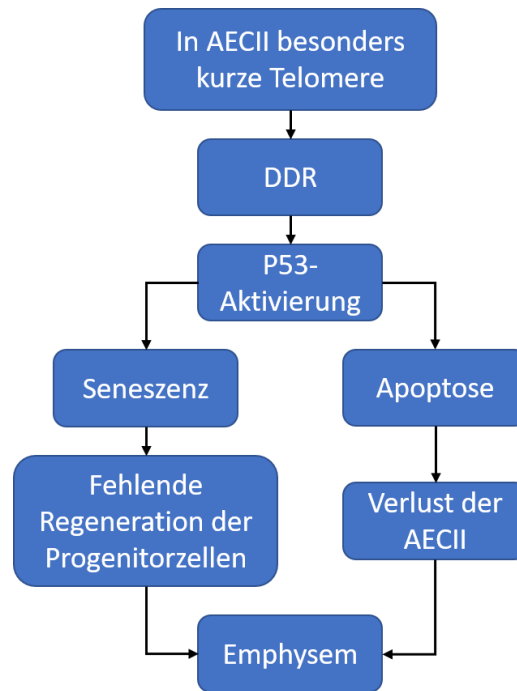 In AECII besonders
kurze Telomere
DDR
P53-
Aktivierung
Seneszenz
Apoptose
Fehlende
Regeneration der
Progenitorzellen
Verlust der
AECII
Emphysem